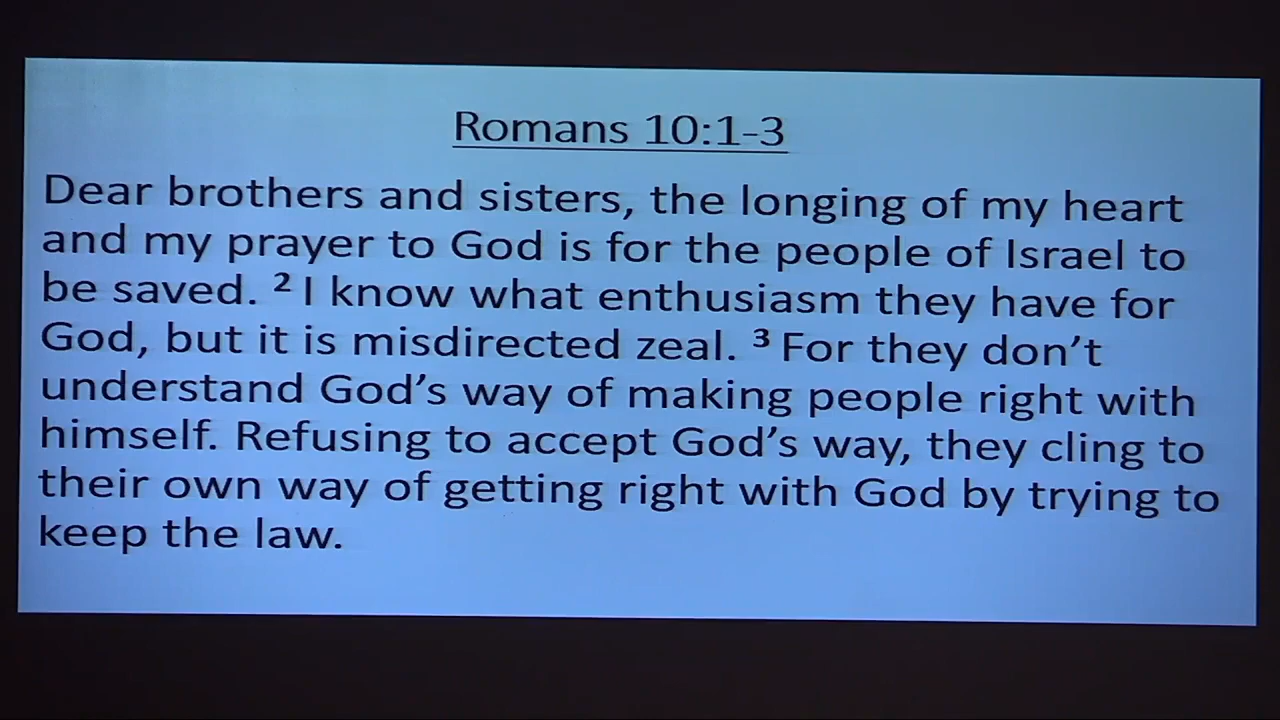 Romans 10:1-3
Dear brothers and sisters, the longing of my heart
and my prayer to God is for the people of Israel to
be saved. ² I know what enthusiasm they have for
God, but it is misdirected zeal. ³ For they don’t
understand God’s way of making people right with
himself. Refusing to accept God’s way, they cling to
their own way of getting right with God by trying to
keep the law.